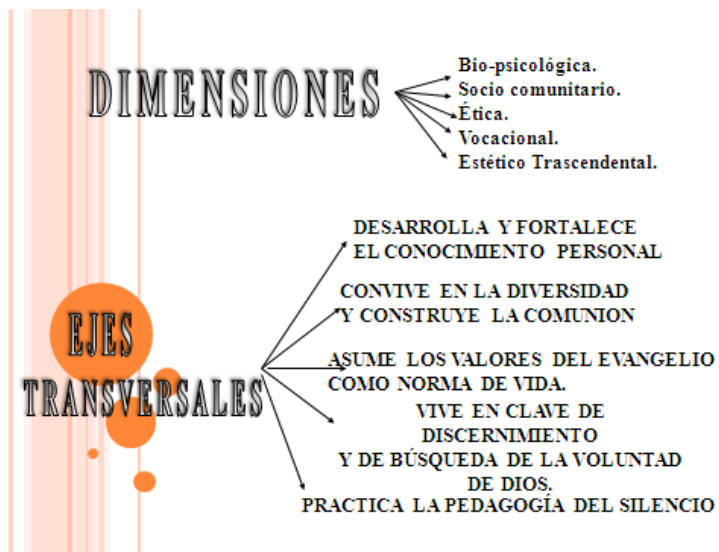 DIMENSIONES
Bio-psicológica.
Socio comunitario.
Ética.
Vocacional.
Estético Trascendental.
EJES
TRANSVERSALES
DESARROLLA Y FORTALECE
EL CONOCIMIENTO PERSONAL
CONVIVE EN LA DIVERSIDAD
Y CONSTRUYE LA COMUNION
ASUME LOS VALORES DEL EVANGELIO
COMO NORMA DE VIDA.
VIVE EN CLAVE DE
DISCERNIMIENTO
Y DE BÚSQUEDA DE LA VOLUNTAD
DE DIOS.
PRACTICA LA PEDAGOGÍA DEL SILENCIO